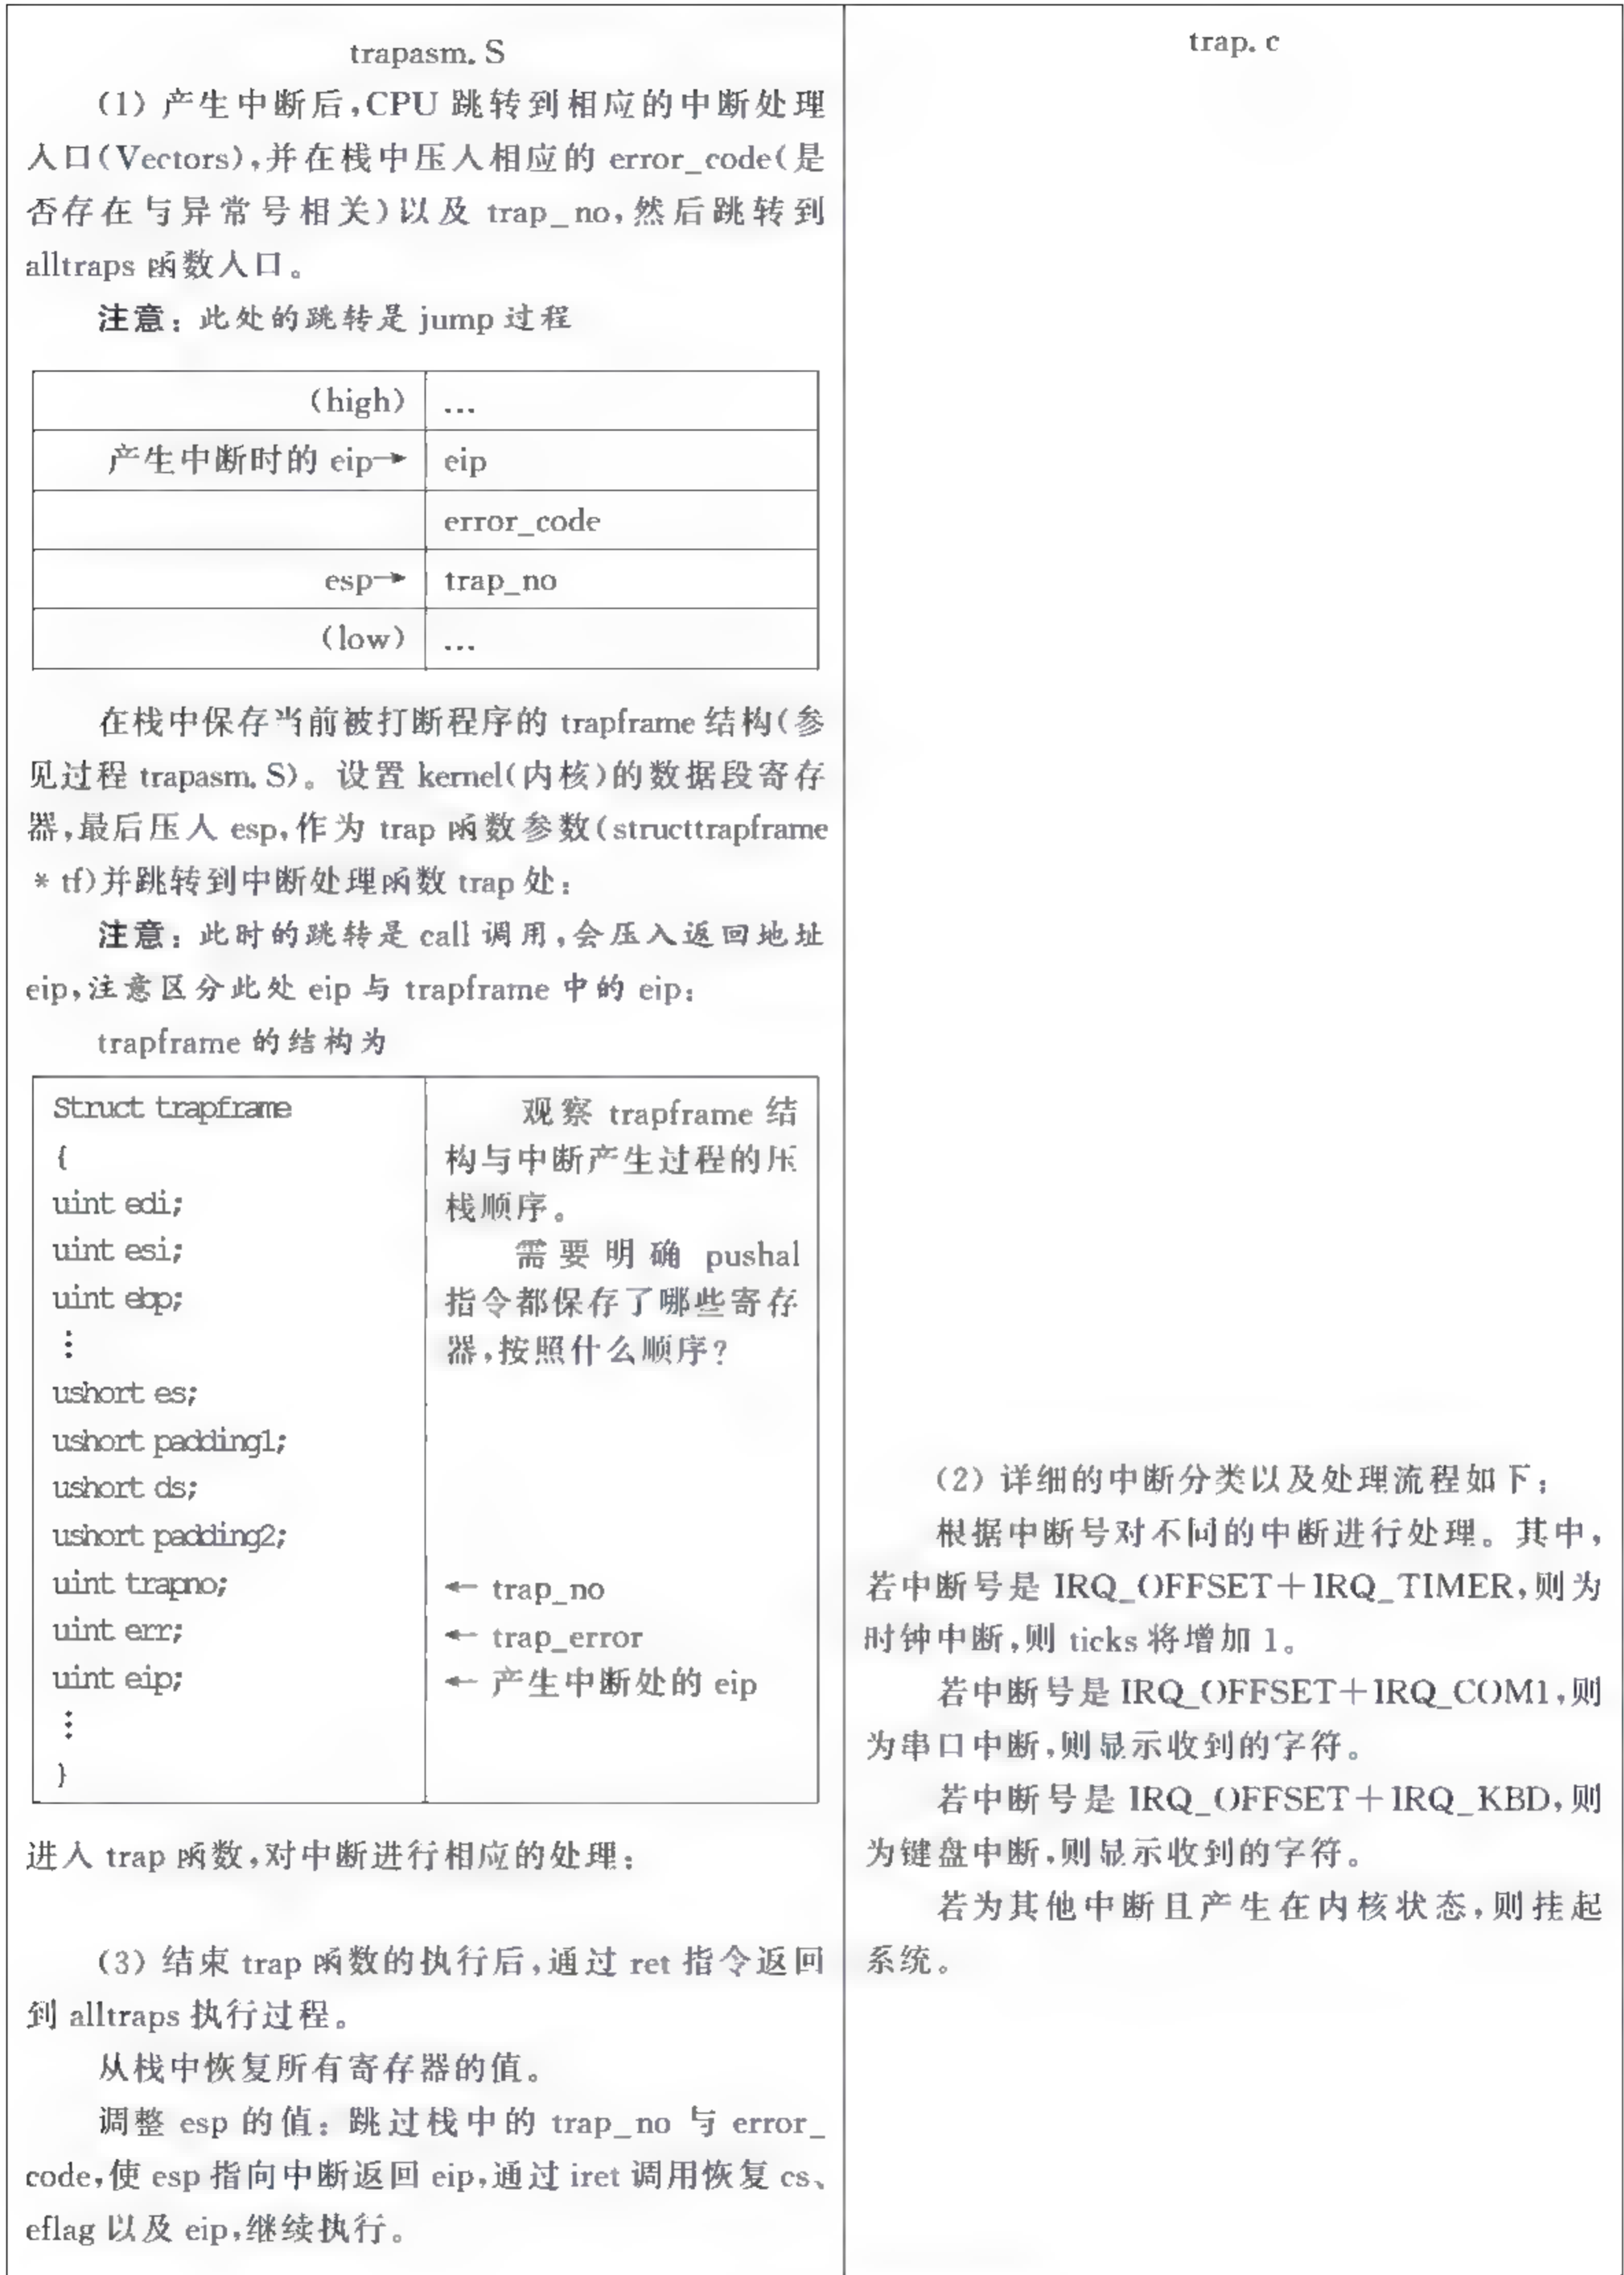 trapasm. S
(1) 产生中断后,CPU 跳转到相应的中断处理
入口(Vectors),并在栈中压入相应的 error_code(是
否存在与异常号相关)以及 trap_no,然后跳转到
alltraps 函数入口。
注意：此处的跳转是 jump 过程
(high) ...
产生中断时的 eip→ eip
error_code
esp→ trap_no
(low) ...
在栈中保存当前被打断程序的 trapframe 结构(参
见过程 trapasm. S)。设置 kernel(内核)的数据段寄存
器,最后压入 esp,作为 trap 函数参数(structtrapframe
* tf)并跳转到中断处理函数 trap 处：
注意：此时的跳转是 call 调用,会压入返回地址
eip,注意区分此处 eip 与 trapframe 中的 eip：
trapframe 的结构为
Struct trapframe
{
uint edi;
uint esi;
uint ebp;
⋮
ushort es;
ushort padding1;
ushort ds;
ushort padding2;
uint trapno;
uint err;
uint eip;
⋮
}
观察 trapframe 结
构与中断产生过程的压
栈顺序。
需要明确 pushal
指令都保存了哪些寄存
器,按照什么顺序?
← trap_no
← trap_error
← 产生中断处的 eip
进入 trap 函数,对中断进行相应的处理：
(3) 结束 trap 函数的执行后,通过 ret 指令返回
到 alltraps 执行过程。
从栈中恢复所有寄存器的值。
调整 esp 的值：跳过栈中的 trap_no 与 error_
code,使 esp 指向中断返回 eip,通过 iret 调用恢复 cs、
eflag 以及 eip,继续执行。
trap. c
(2) 详细的中断分类以及处理流程如下：
根据中断号对不同的中断进行处理。其中,
若中断号是 IRQ_OFFSET+IRQ_TIMER,则为
时钟中断,则 ticks 将增加 1。
若中断号是 IRQ_OFFSET+IRQ_COM1,则
为串口中断,则显示收到的字符。
若中断号是 IRQ_OFFSET+IRQ_KBD,则
为键盘中断,则显示收到的字符。
若为其他中断且产生在内核状态,则挂起
系统。